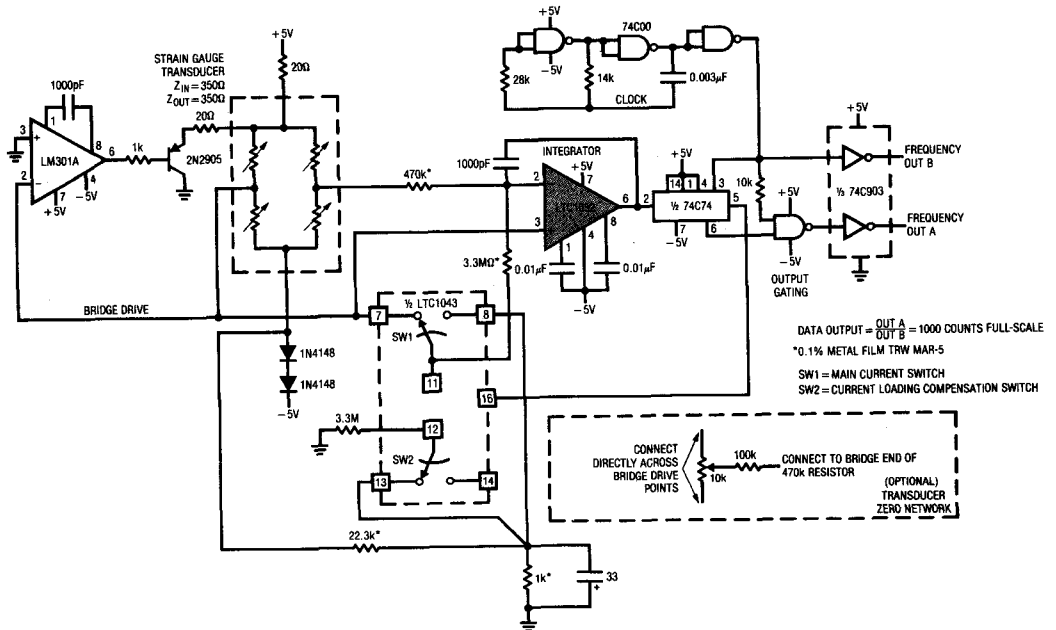 +5V
20Ω
STRAIN GAUGE
TRANSDUCER
ZIN = 350Ω
ZOUT = 350Ω
1000pF
20Ω
3
+
1
8
LM301A
6
1k
2N2905
2
−
7
4
−5V
+5V
+5V
74C00
−5V
28k
14k
0.003µF
CLOCK
+5V
1000pF
INTEGRATOR
+5V
470k*
2
−
7
6
2
3
+
1
4
8
+5V
14
1
4
3
½ 74C74
5
7
6
−5V
10k
+5V
−5V
OUTPUT
GATING
FREQUENCY
OUT B
⅓ 74C903
FREQUENCY
OUT A
3.3MΩ*
0.01µF
0.01µF
−5V
BRIDGE DRIVE
½ LTC1043
7
8
SW1
11
16
1N4148
1N4148
−5V
3.3M
12
SW2
13
14
22.3k*
1k*
33
+
DATA OUTPUT = OUT A / OUT B = 1000 COUNTS FULL-SCALE
*0.1% METAL FILM TRW MAR-5
SW1 = MAIN CURRENT SWITCH
SW2 = CURRENT LOADING COMPENSATION SWITCH
CONNECT
DIRECTLY ACROSS
BRIDGE DRIVE
POINTS
10k
100k
CONNECT TO BRIDGE END OF
470k RESISTOR
(OPTIONAL)
TRANSDUCER
ZERO NETWORK